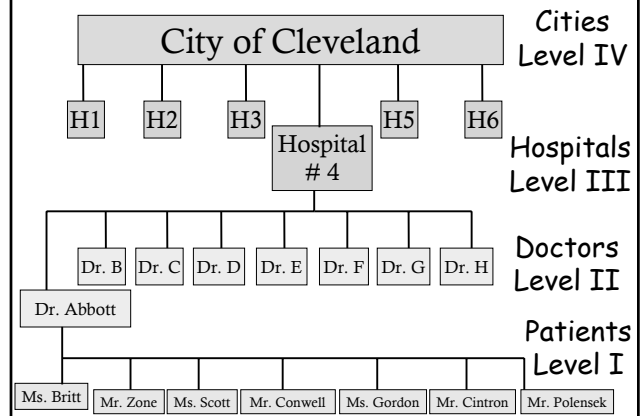 Cities
Level IV
City of Cleveland
H1
H2
H3
Hospital
# 4
H5
H6
Hospitals
Level III
Dr. B
Dr. C
Dr. D
Dr. E
Dr. F
Dr. G
Dr. H
Doctors
Level II
Dr. Abbott
Patients
Level I
Ms. Britt
Mr. Zone
Ms. Scott
Mr. Conwell
Ms. Gordon
Mr. Cintron
Mr. Polensek